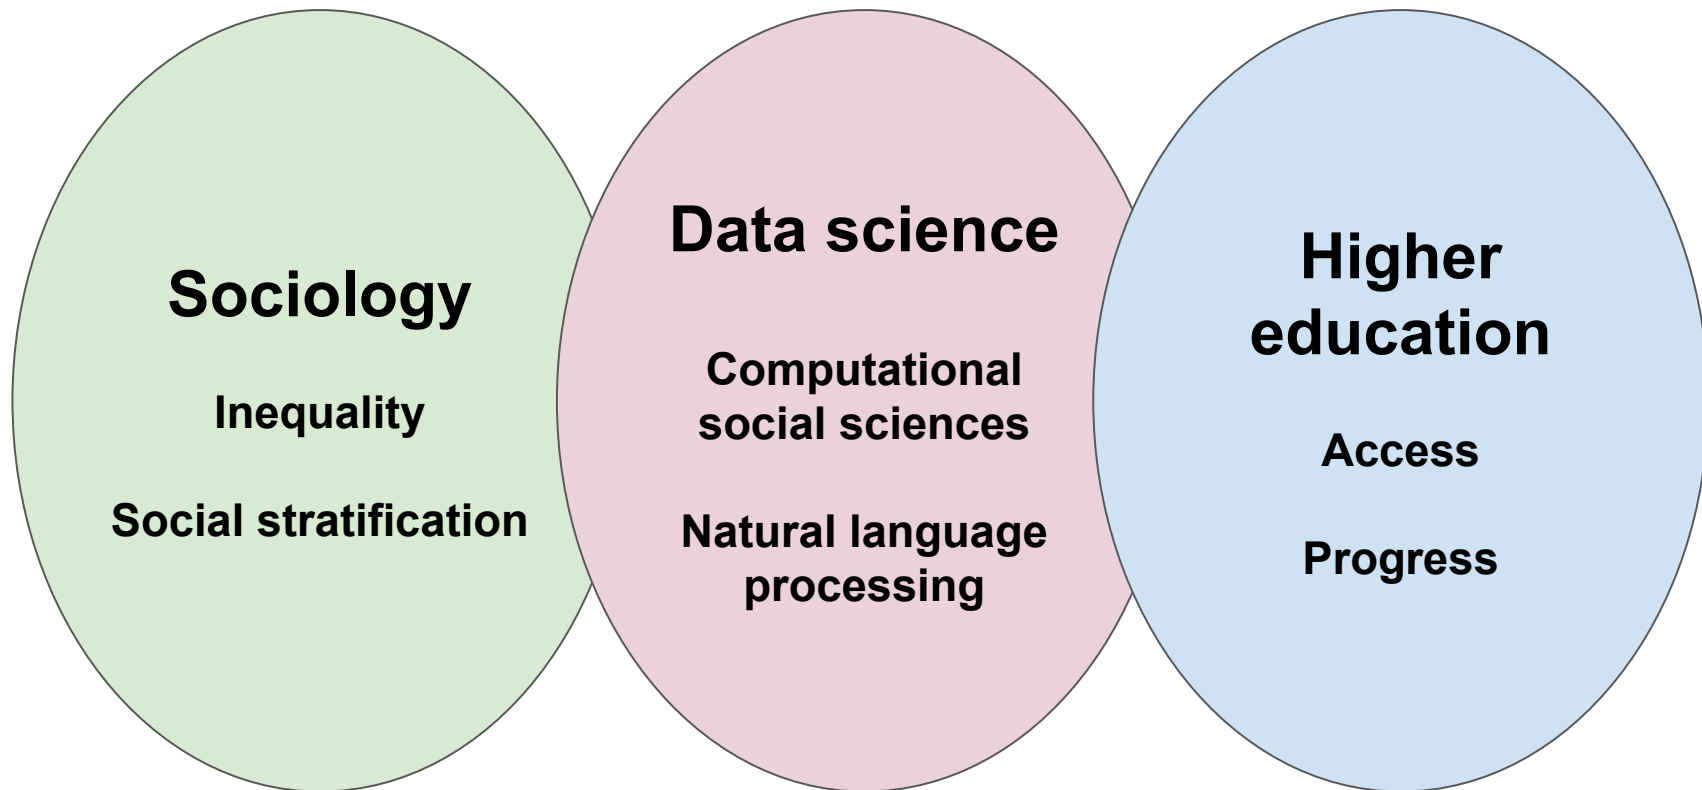 Sociology
Inequality
Social stratification
Data science
Computational
social sciences
Natural language
processing
Higher
education
Access
Progress